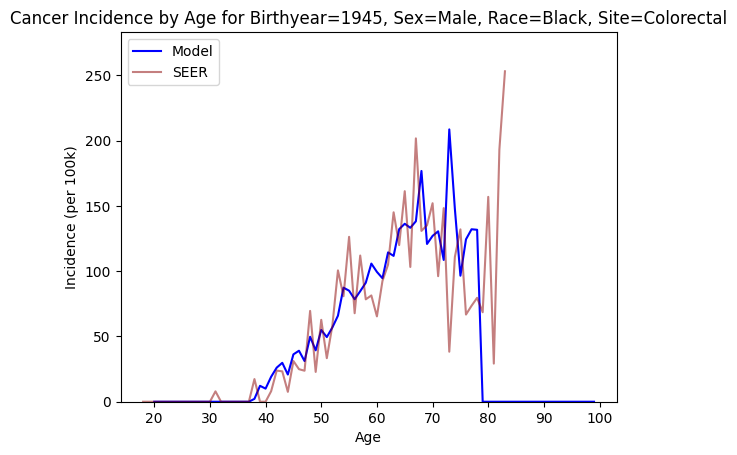 Cancer Incidence by Age for Birthyear=1945, Sex=Male, Race=Black, Site=Colorectal
Model
SEER
Incidence (per 100k)
250
200
150
100
50
0
20 30 40 50 60 70 80 90 100
Age